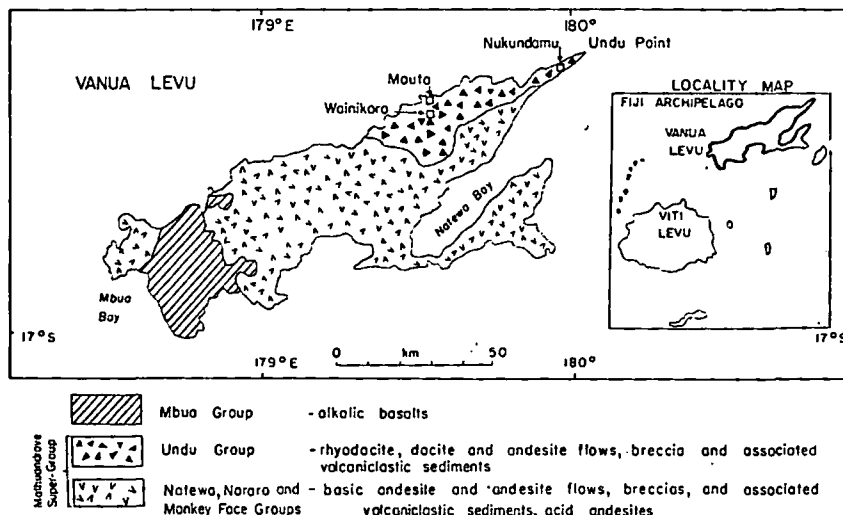 179°E
180°
Nukundamu
Undu Point
VANUA LEVU
Mouta
Wainikoro
LOCALITY MAP
FIJI ARCHIPELAGO
VANUA
LEVU
VITI
LEVU
Natewa Bay
Mbua
Bay
17°S
179°E
0 km 50
180°
17°S
Mbua Group - alkalic basalts
Undu Group - rhyodacite, dacite and andesite flows, breccia and associated
volcaniclastic sediments
Natewa, Nararo and - basic andesite and andesite flows, breccias, and associated
Monkey Face Groups volcaniclastic sediments, acid andesites
Mathuandrove
Super-Group